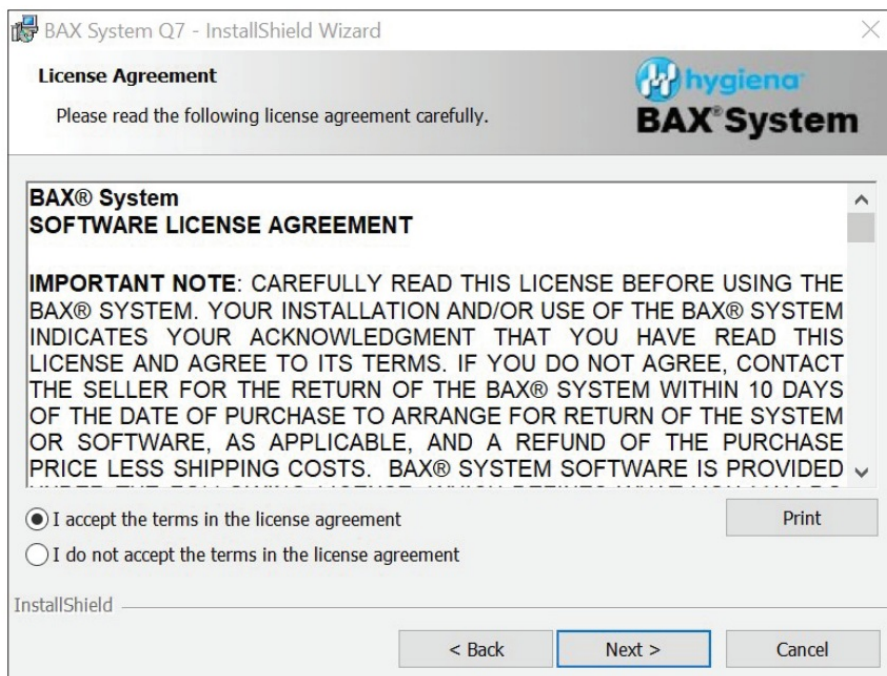 BAX System Q7 - InstallShield Wizard
License Agreement
Please read the following license agreement carefully.
hygiena
BAX®System
BAX® System
SOFTWARE LICENSE AGREEMENT
IMPORTANT NOTE: CAREFULLY READ THIS LICENSE BEFORE USING THE
BAX® SYSTEM. YOUR INSTALLATION AND/OR USE OF THE BAX® SYSTEM
INDICATES YOUR ACKNOWLEDGMENT THAT YOU HAVE READ THIS
LICENSE AND AGREE TO ITS TERMS. IF YOU DO NOT AGREE, CONTACT
THE SELLER FOR THE RETURN OF THE BAX® SYSTEM WITHIN 10 DAYS
OF THE DATE OF PURCHASE TO ARRANGE FOR RETURN OF THE SYSTEM
OR SOFTWARE, AS APPLICABLE, AND A REFUND OF THE PURCHASE
PRICE LESS SHIPPING COSTS. BAX® SYSTEM SOFTWARE IS PROVIDED
I accept the terms in the license agreement
Print
I do not accept the terms in the license agreement
InstallShield
< Back
Next >
Cancel